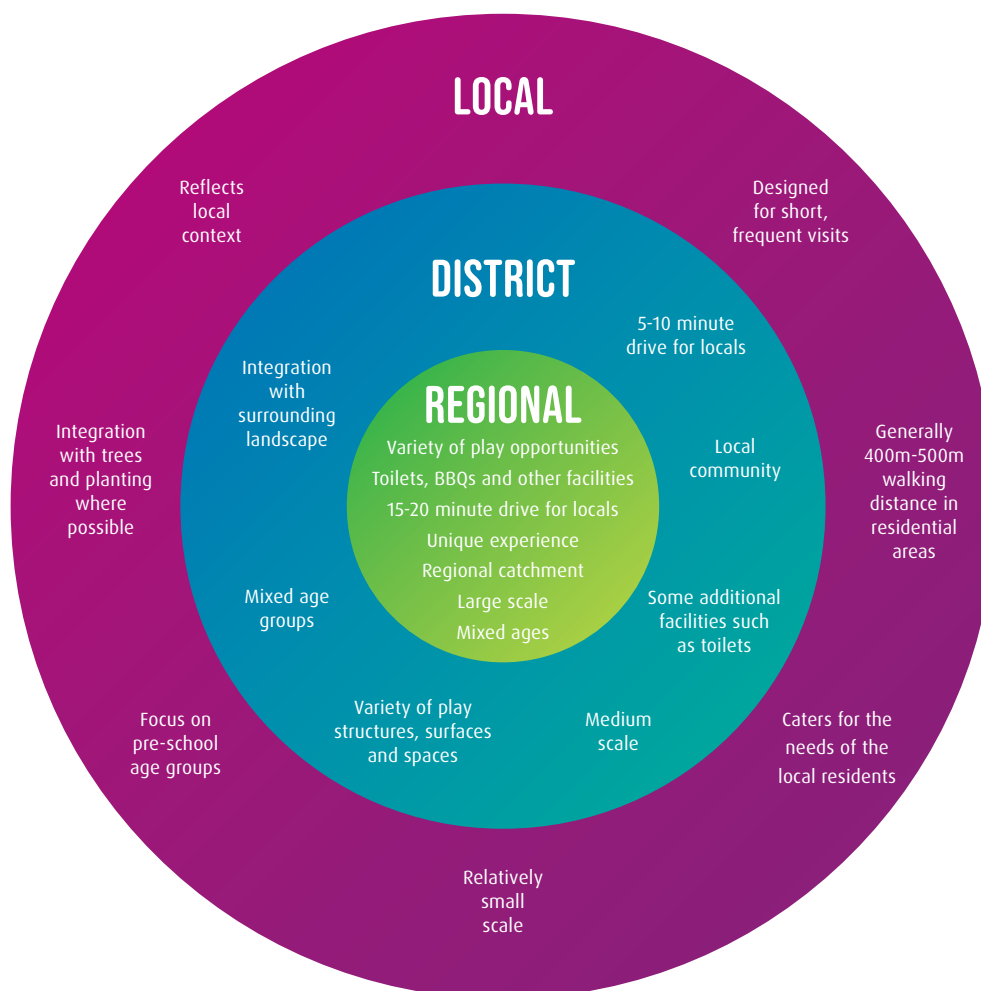 LOCAL
Reflects
local
context
Designed
for short,
frequent visits
Integration
with trees
and planting
where
possible
Generally
400m-500m
walking
distance in
residential
areas
Focus on
pre-school
age groups
Caters for the
needs of the
local residents
Relatively
small
scale
DISTRICT
5-10 minute
drive for locals
Integration
with
surrounding
landscape
Local
community
Mixed age
groups
Some additional
facilities such
as toilets
Variety of play
structures, surfaces
and spaces
Medium
scale
REGIONAL
Variety of play opportunities
Toilets, BBQs and other facilities
15-20 minute drive for locals
Unique experience
Regional catchment
Large scale
Mixed ages